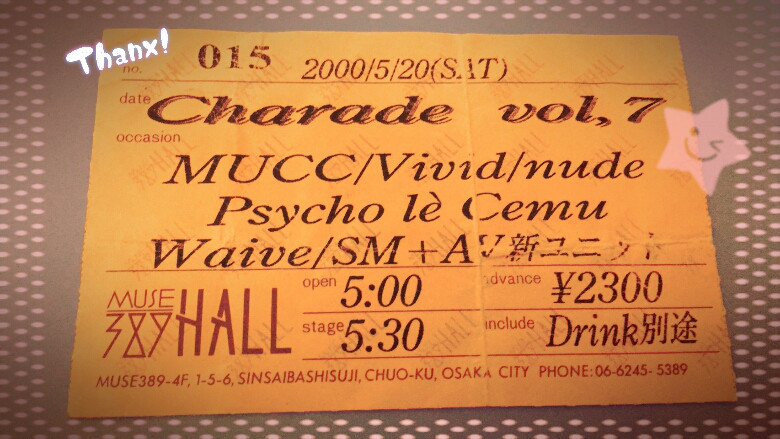 Thanx!
no. 015 2000/5/20(SAT)
date Charade vol,7
occasion
MUCC/Vivid/nude
Psycho lè Cemu
Waive/SM+AV新ユニット
MUSE 389 HALL
open 5:00 advance ¥2300
stage 5:30 include Drink別途
MUSE389-4F, 1-5-6, SINSAIBASHISUJI, CHUO-KU, OSAKA CITY PHONE: 06-6245-5389